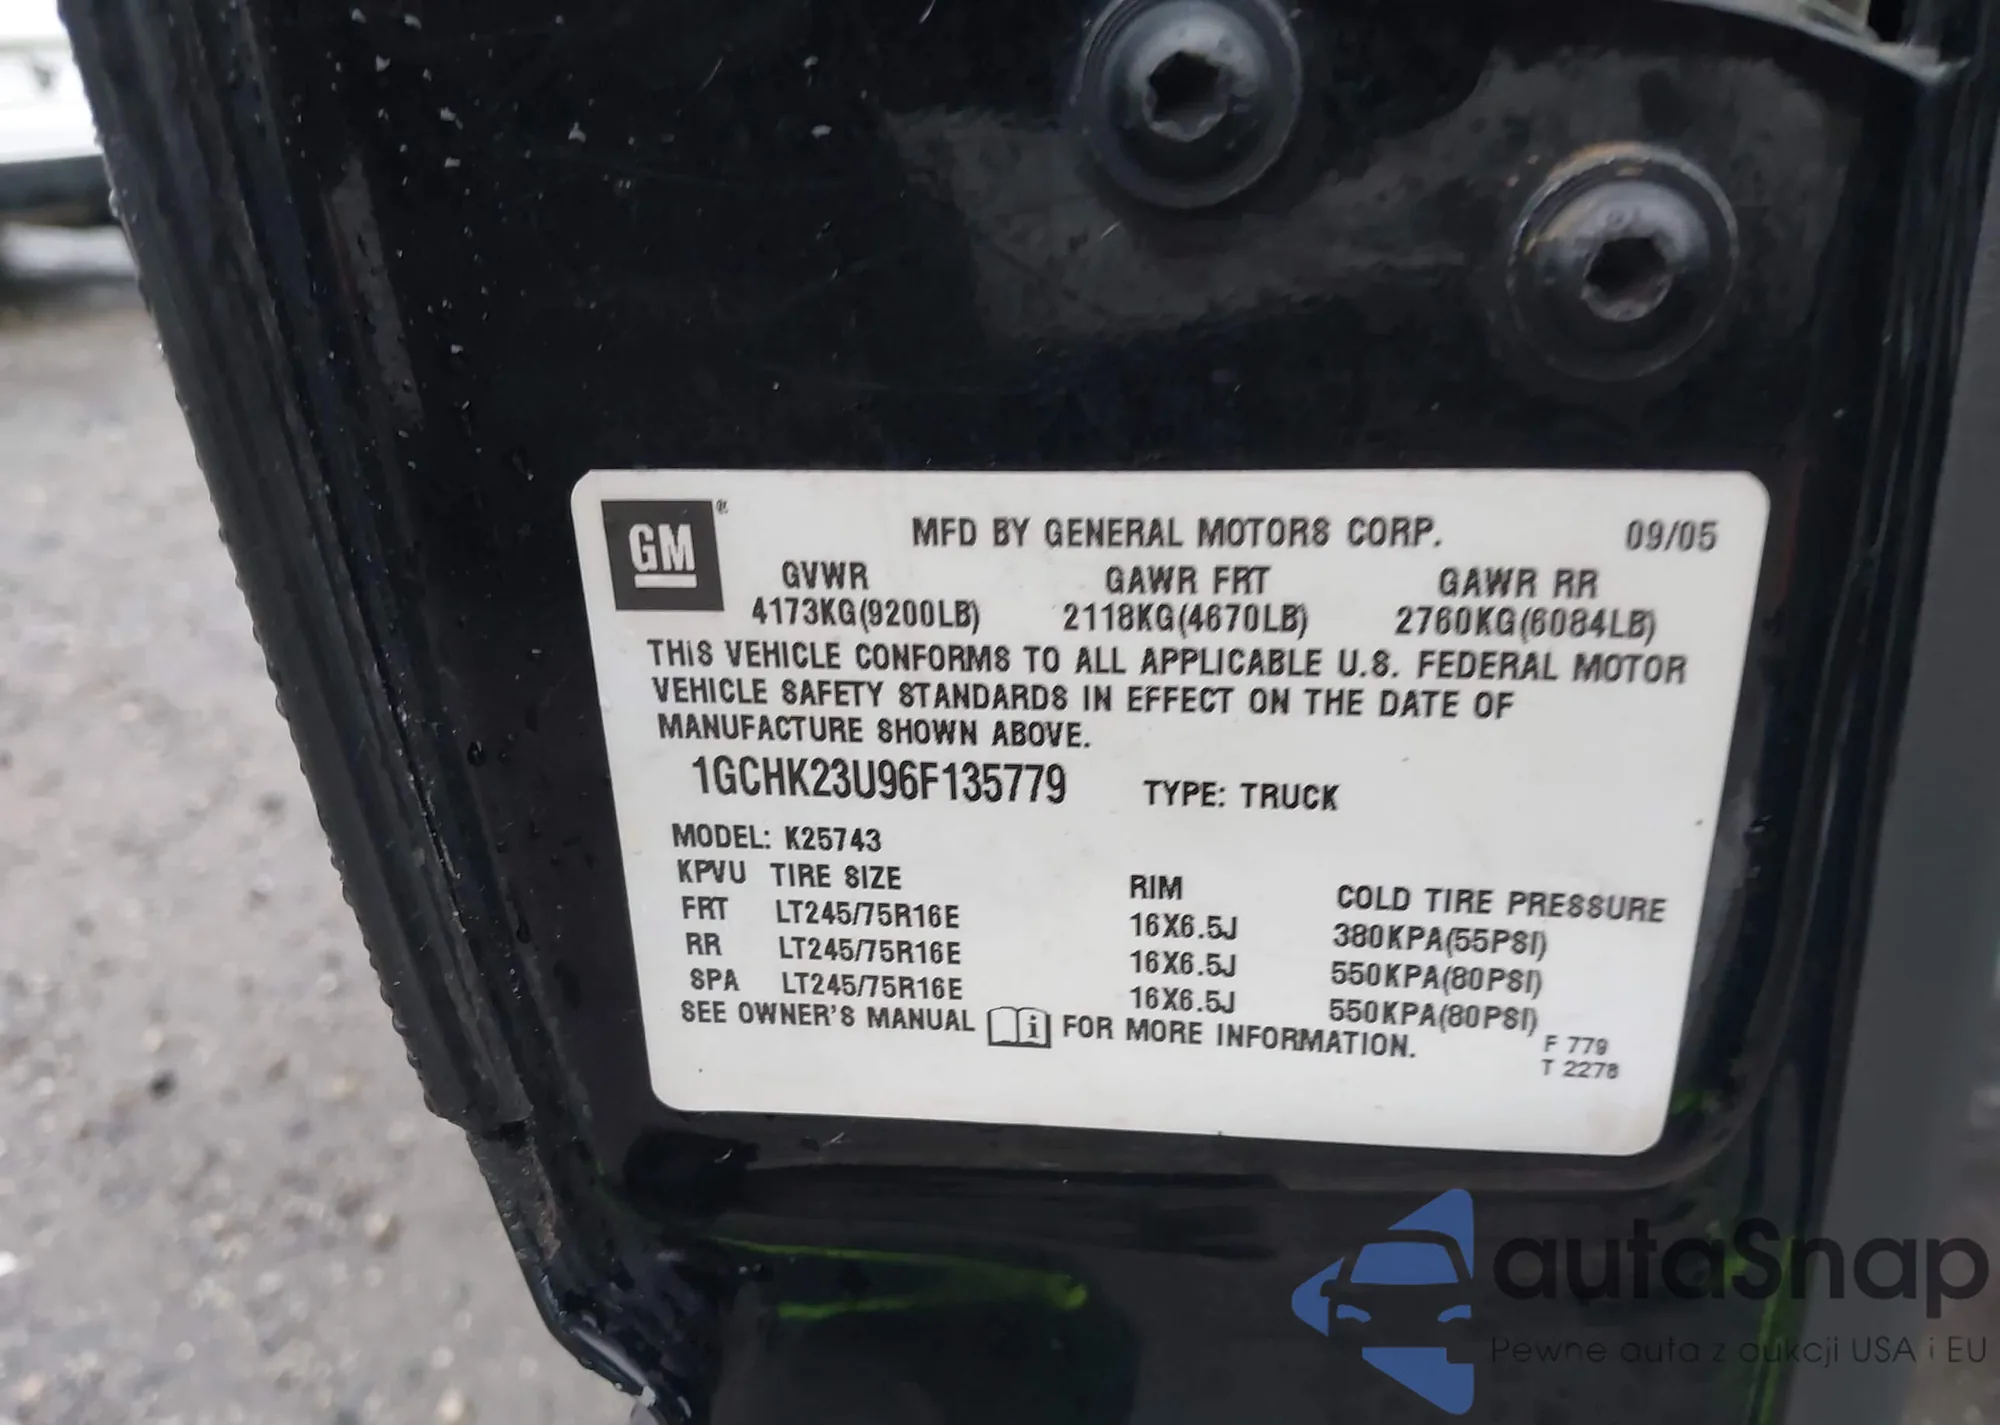 GM®
MFD BY GENERAL MOTORS CORP. 09/05
GVWR GAWR FRT GAWR RR
4173KG(9200LB) 2118KG(4670LB) 2760KG(6084LB)
THIS VEHICLE CONFORMS TO ALL APPLICABLE U.S. FEDERAL MOTOR
VEHICLE SAFETY STANDARDS IN EFFECT ON THE DATE OF
MANUFACTURE SHOWN ABOVE.
1GCHK23U96F135779 TYPE: TRUCK
MODEL: K25743
KPVU TIRE SIZE RIM COLD TIRE PRESSURE
FRT LT245/75R16E 16X6.5J 380KPA(55PSI)
RR LT245/75R16E 16X6.5J 550KPA(80PSI)
SPA LT245/75R16E 16X6.5J 550KPA(80PSI)
SEE OWNER'S MANUAL i FOR MORE INFORMATION.
F 779
T 2278
autaSnap
Pewne auta z aukcji USA i EU